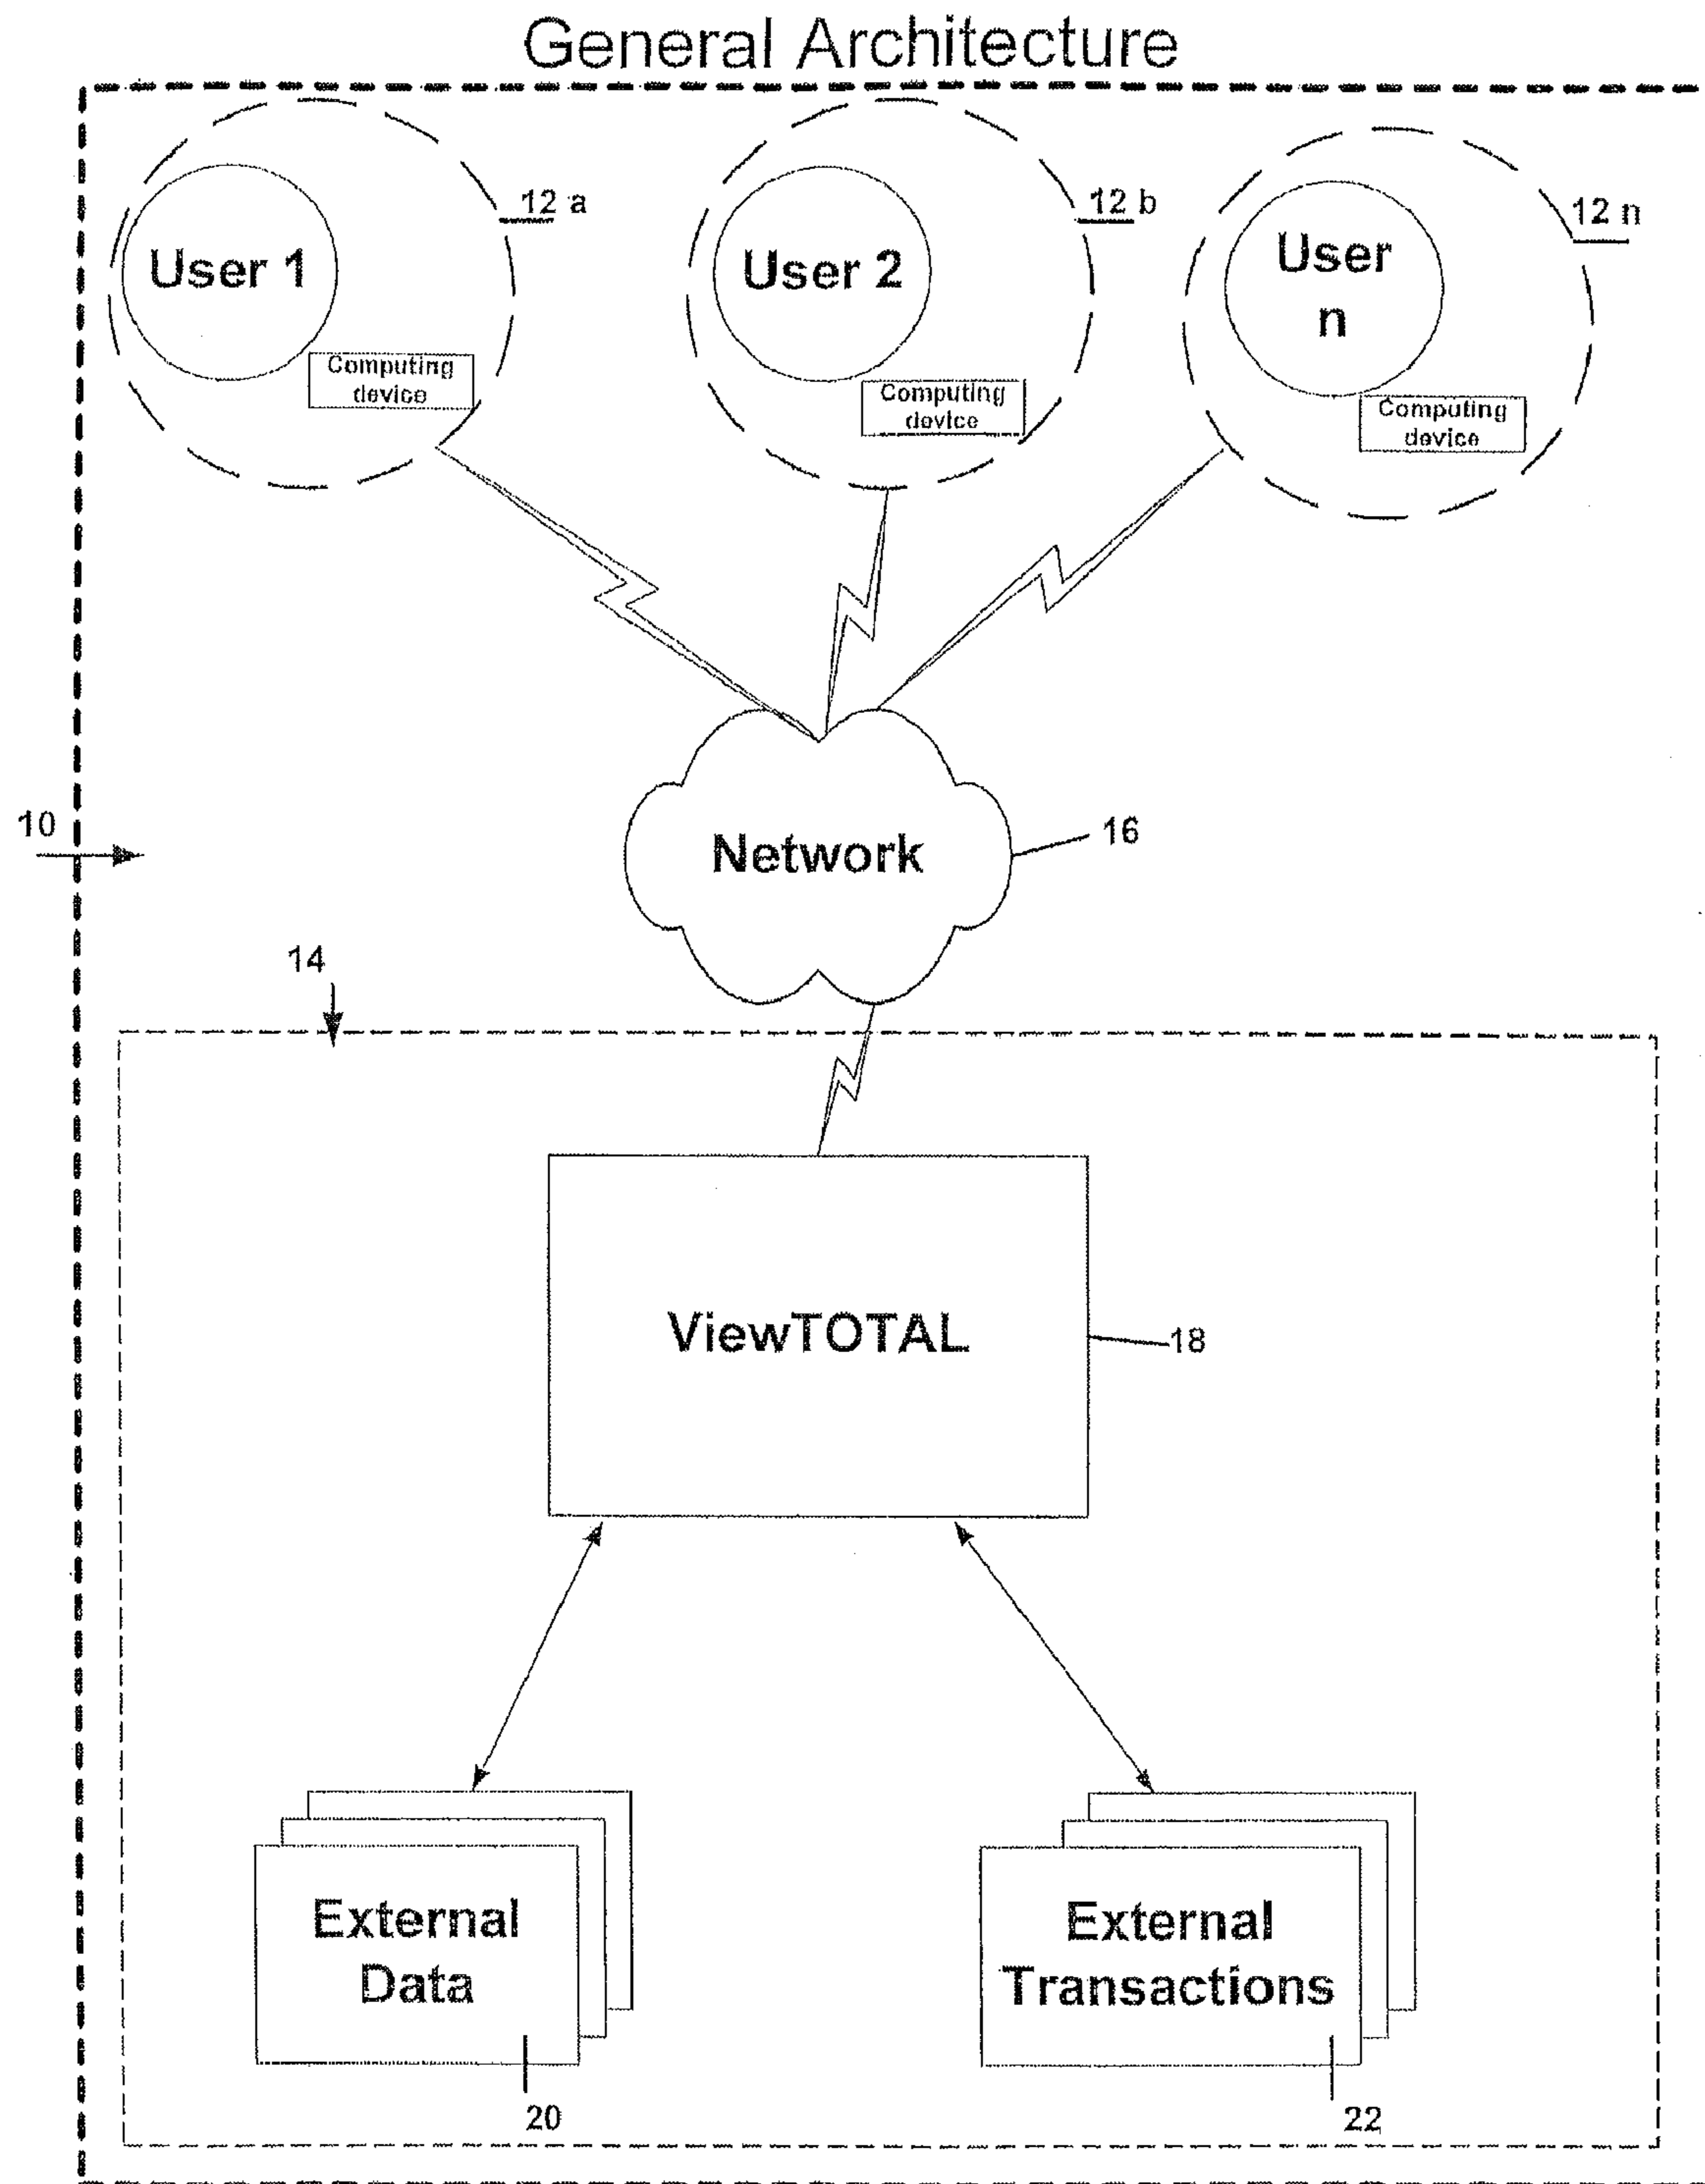 General Architecture
12 a
12 b
12 n
User 1
User 2
User
n
Computing
device
Computing
device
Computing
device
10
Network
16
14
ViewTOTAL
18
External
Data
External
Transactions
20
22